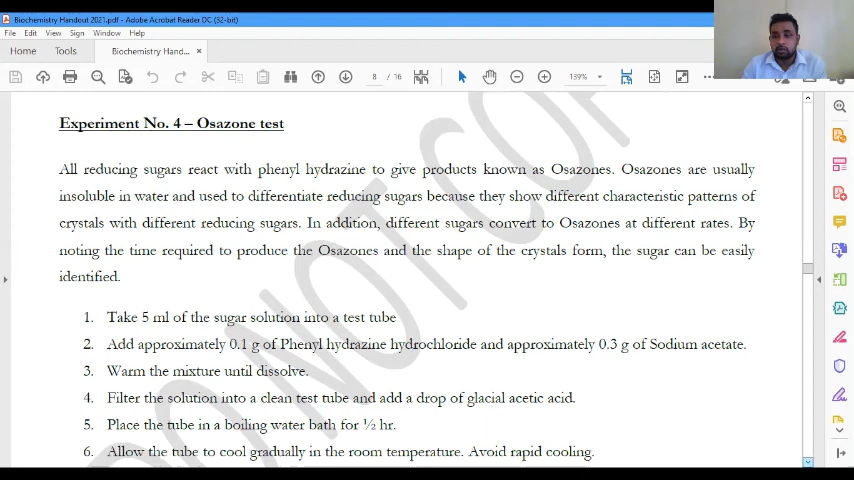 Biochemistry Handout 2021.pdf - Adobe Acrobat Reader DC (32-bit)
File Edit View Sign Window Help
Home Tools Biochemistry Hand... ×
8 / 16 139%
Experiment No. 4 – Osazone test
All reducing sugars react with phenyl hydrazine to give products known as Osazones. Osazones are usually
insoluble in water and used to differentiate reducing sugars because they show different characteristic patterns of
crystals with different reducing sugars. In addition, different sugars convert to Osazones at different rates. By
noting the time required to produce the Osazones and the shape of the crystals form, the sugar can be easily
identified.
1. Take 5 ml of the sugar solution into a test tube
2. Add approximately 0.1 g of Phenyl hydrazine hydrochloride and approximately 0.3 g of Sodium acetate.
3. Warm the mixture until dissolve.
4. Filter the solution into a clean test tube and add a drop of glacial acetic acid.
5. Place the tube in a boiling water bath for ½ hr.
6. Allow the tube to cool gradually in the room temperature. Avoid rapid cooling.
DO NOT COP